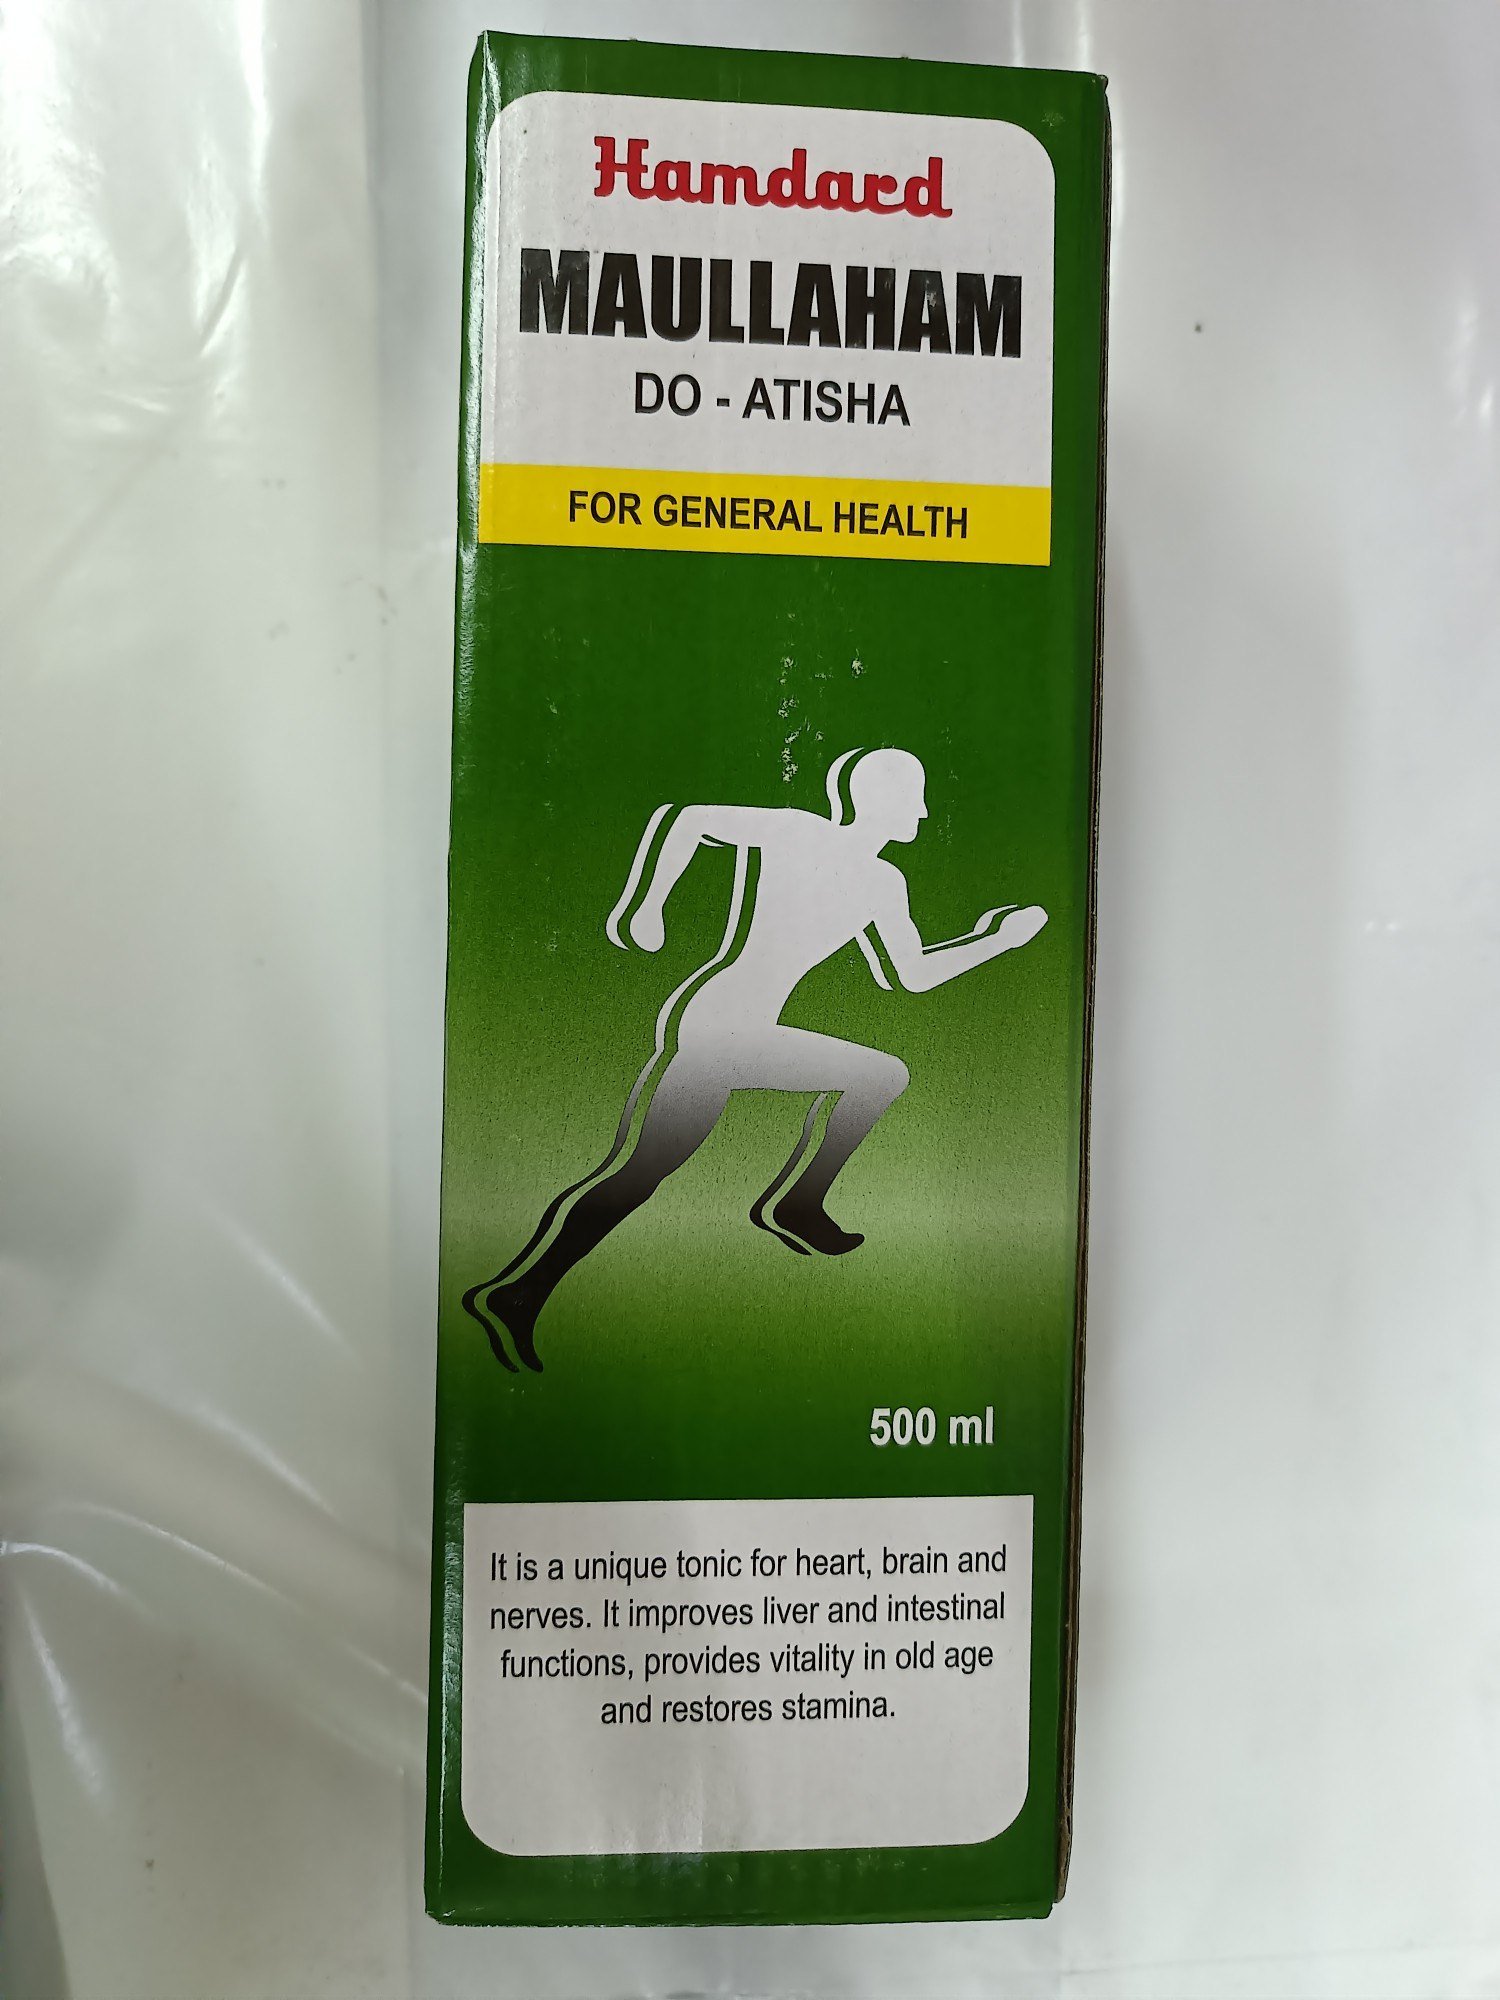 Hamdard
MAULLAHAM
DO - ATISHA
FOR GENERAL HEALTH
500 ml
It is a unique tonic for heart, brain and
nerves. It improves liver and intestinal
functions, provides vitality in old age
and restores stamina.